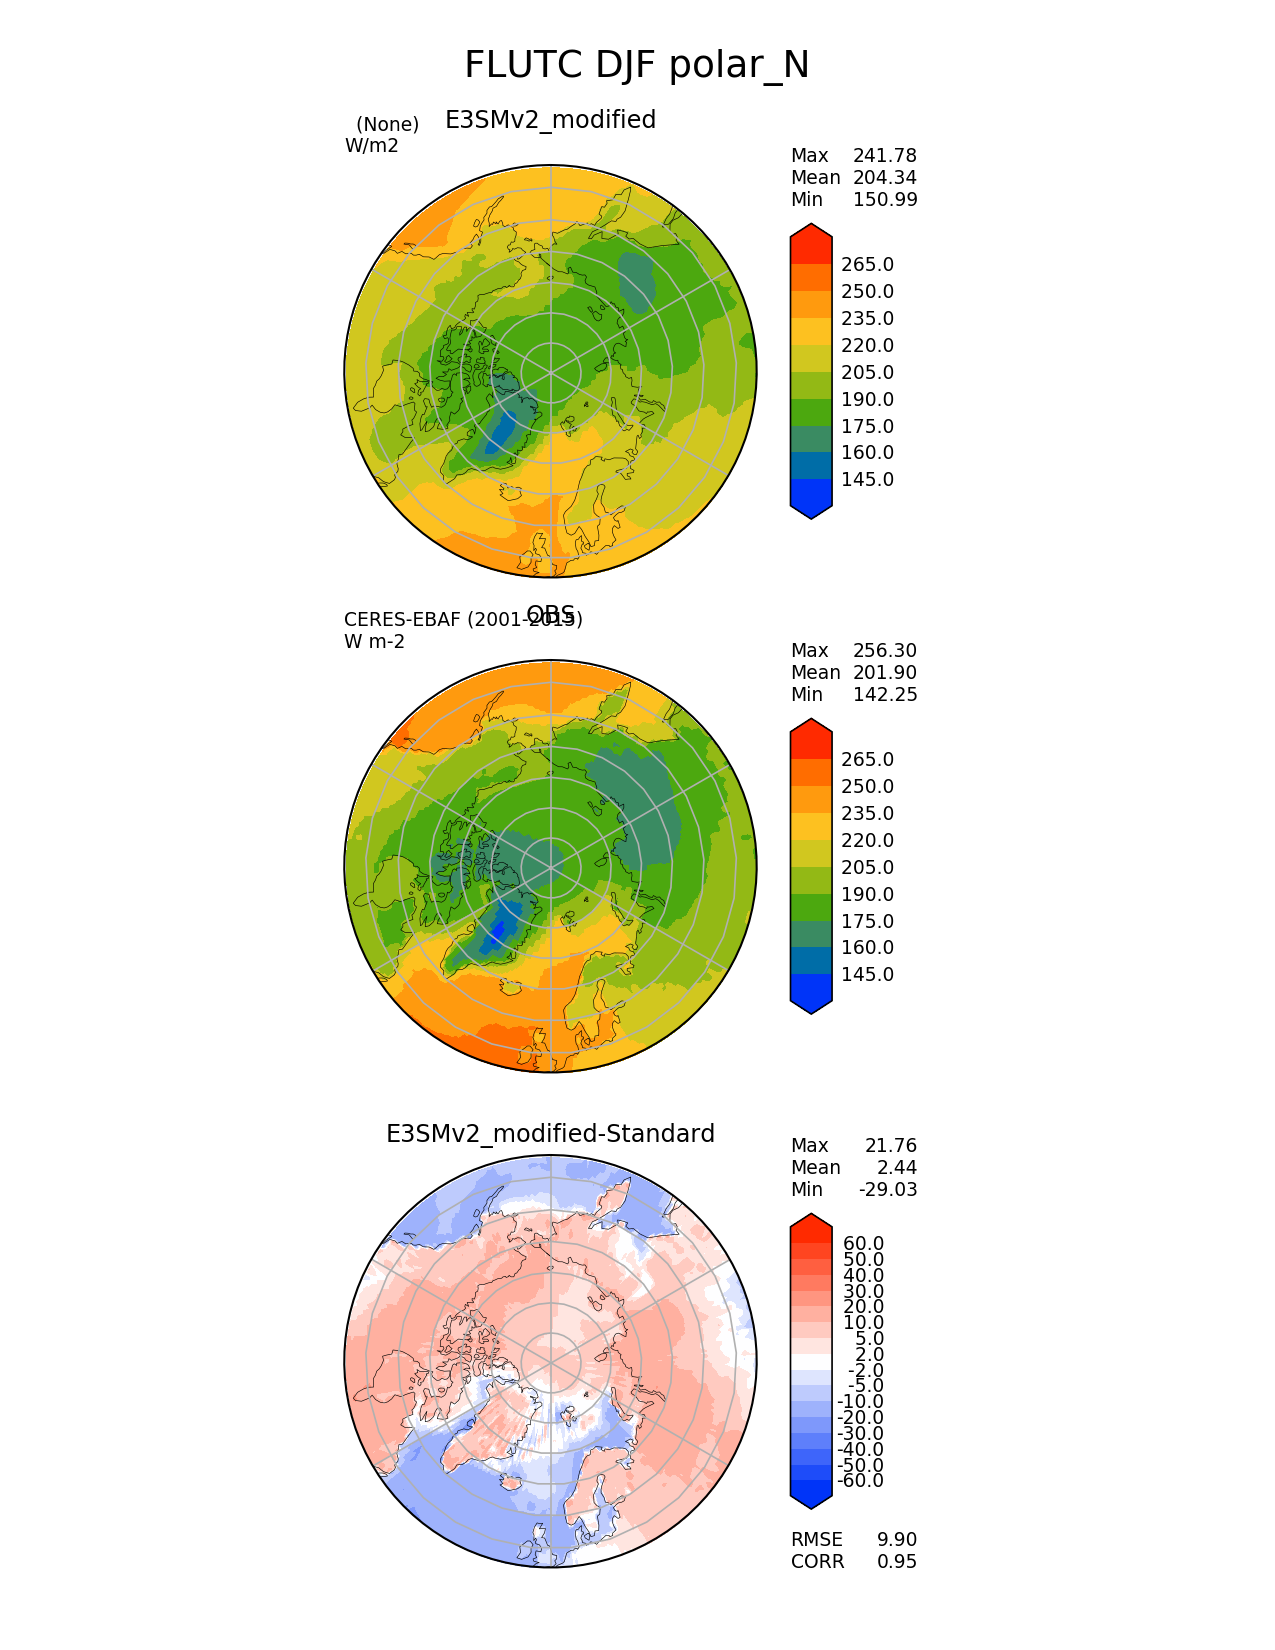 FLUTC DJF polar_N
E3SMv2_modified
(None)
W/m2
Max 241.78
Mean 204.34
Min 150.99
265.0
250.0
235.0
220.0
205.0
190.0
175.0
160.0
145.0
OBS
CERES-EBAF (2001-2015)
W m-2
Max 256.30
Mean 201.90
Min 142.25
265.0
250.0
235.0
220.0
205.0
190.0
175.0
160.0
145.0
E3SMv2_modified-Standard
Max 21.76
Mean 2.44
Min -29.03
60.0
50.0
40.0
30.0
20.0
10.0
5.0
2.0
-2.0
-5.0
-10.0
-20.0
-30.0
-40.0
-50.0
-60.0
RMSE 9.90
CORR 0.95